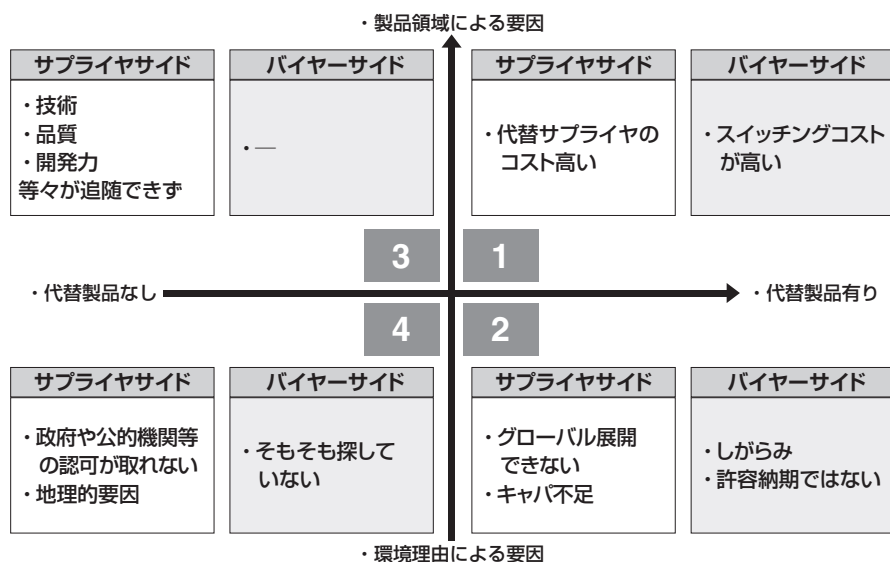 ・製品領域による要因
サプライヤサイド
・技術
・品質
・開発力
等々が追随できず
バイヤーサイド
・―
サプライヤサイド
・代替サプライヤの
コスト高い
バイヤーサイド
・スイッチングコスト
が高い
3
1
・代替製品なし
・代替製品有り
4
2
サプライヤサイド
・政府や公的機関等
の認可が取れない
・地理的要因
バイヤーサイド
・そもそも探して
いない
サプライヤサイド
・グローバル展開
できない
・キャパ不足
バイヤーサイド
・しがらみ
・許容納期ではない
・環境理由による要因